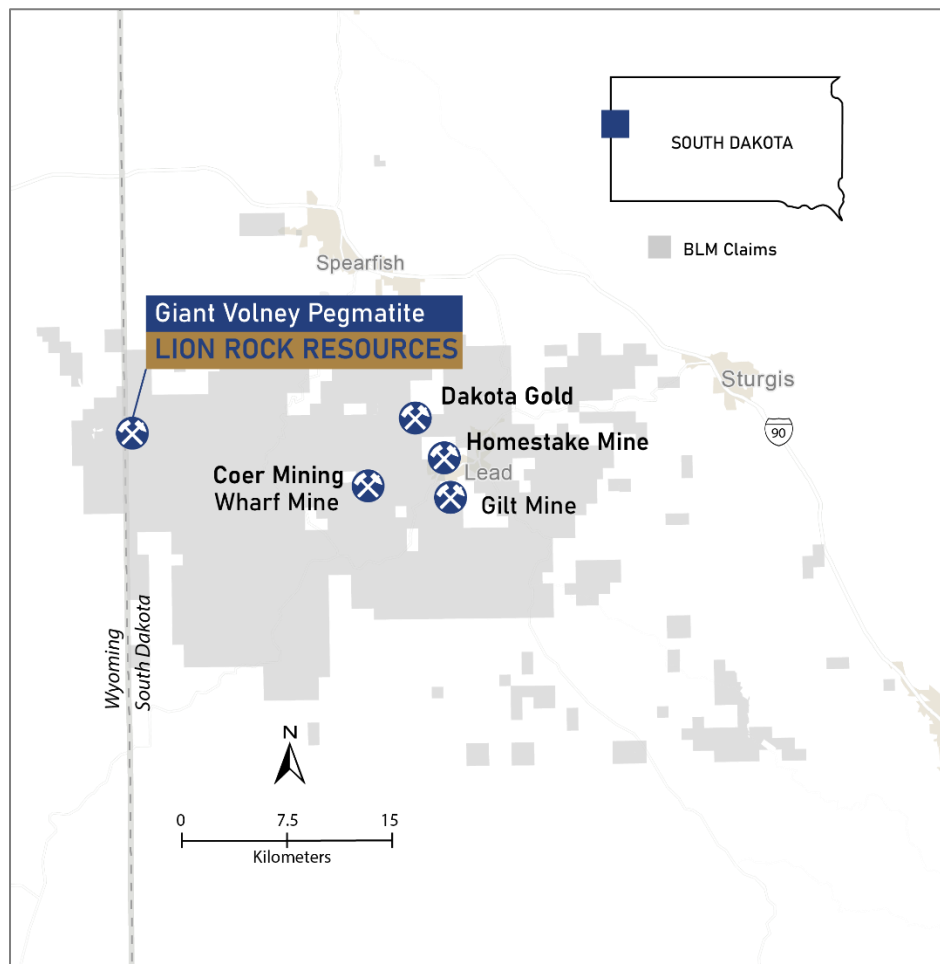 SOUTH DAKOTA
BLM Claims
Spearfish
Giant Volney Pegmatite
LION ROCK RESOURCES
Sturgis
Dakota Gold
90
Homestake Mine
Lead
Coer Mining
Wharf Mine
Gilt Mine
Wyoming
South Dakota
N
0 7.5 15
Kilometers